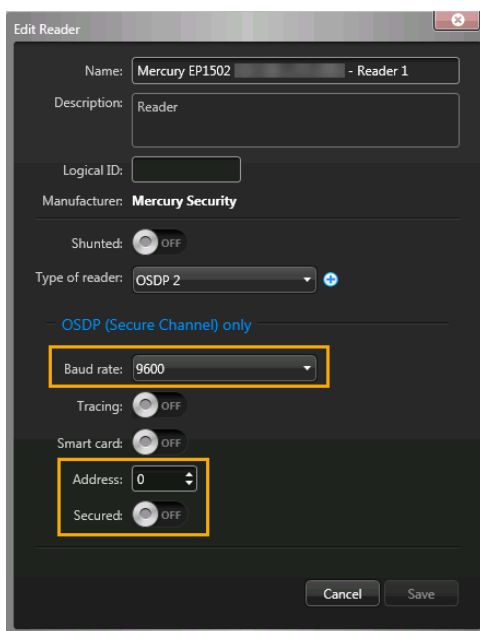 Edit Reader
Name: Mercury EP1502 - Reader 1
Description: Reader
Logical ID:
Manufacturer: Mercury Security
Shunted: OFF
Type of reader: OSDP 2
OSDP (Secure Channel) only
Baud rate: 9600
Tracing: OFF
Smart card: OFF
Address: 0
Secured: OFF
Cancel Save